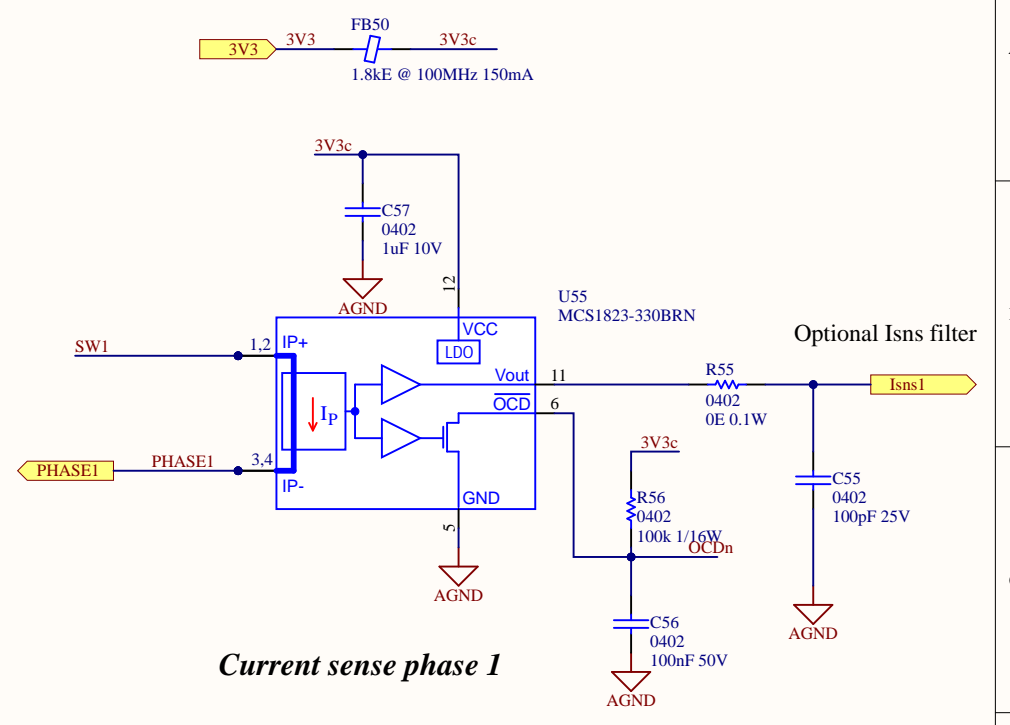 FB50
3V3
3V3
3V3c
1.8kE @ 100MHz 150mA
3V3c
C57
0402
1uF 10V
AGND
12
U55
MCS1823-330BRN
VCC
LDO
Optional Isns filter
SW1
1,2
IP+
Vout
11
R55
0402
0E 0.1W
Isns1
OCD
6
IP
3V3c
PHASE1
PHASE1
3,4
IP-
GND
5
AGND
R56
0402
100k 1/16W
OCDn
C55
0402
100pF 25V
AGND
C56
0402
100nF 50V
AGND
Current sense phase 1